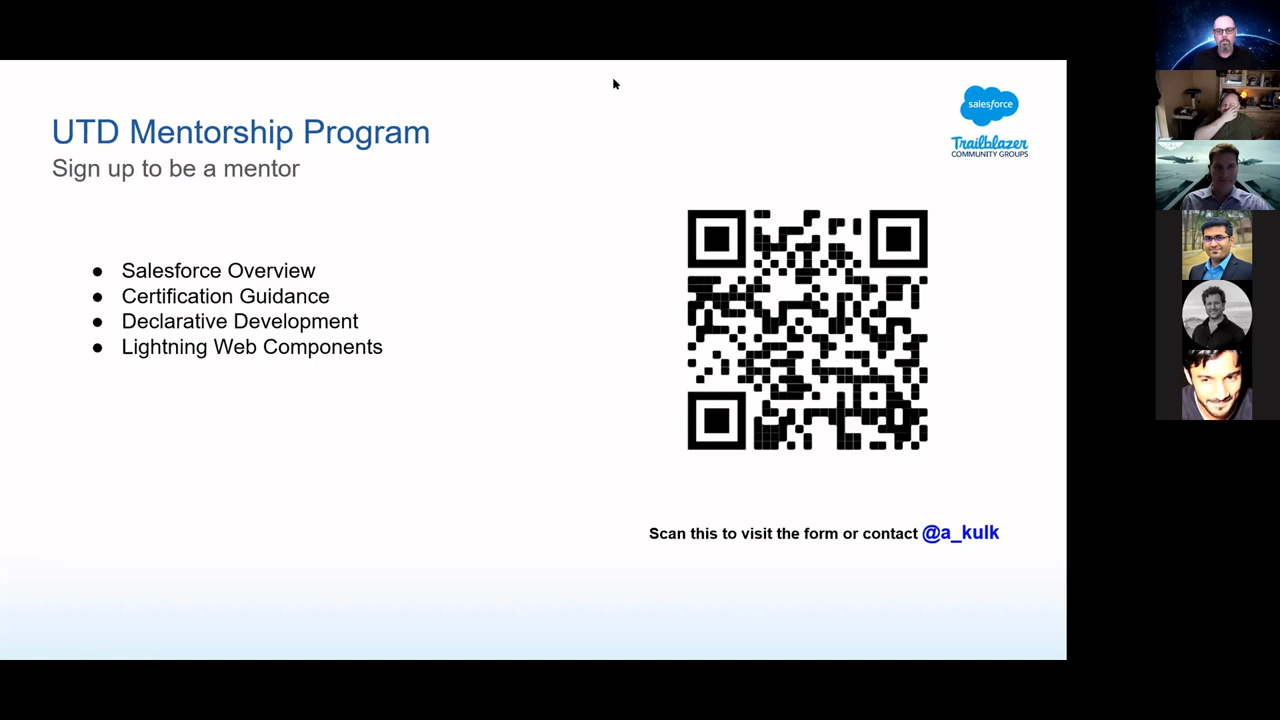 UTD Mentorship Program
Sign up to be a mentor
salesforce
Trailblazer
COMMUNITY GROUPS
● Salesforce Overview
● Certification Guidance
● Declarative Development
● Lightning Web Components
Scan this to visit the form or contact @a_kulk